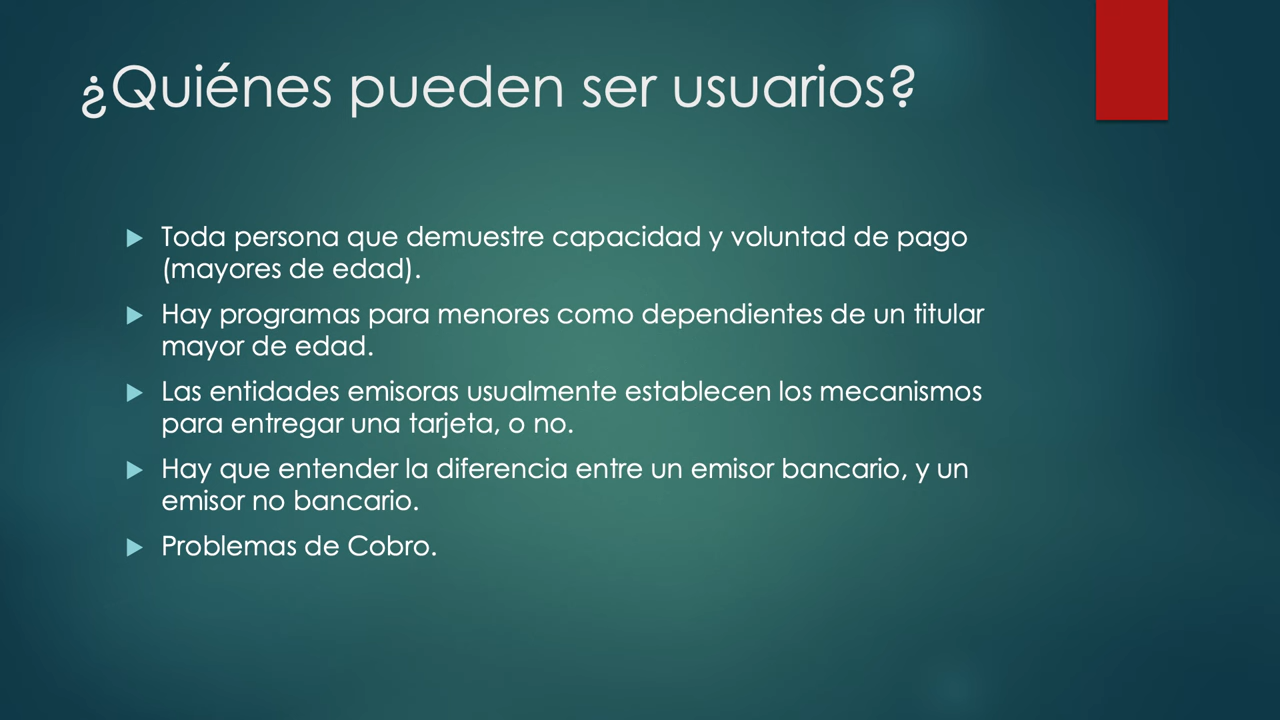 ¿Quiénes pueden ser usuarios?
Toda persona que demuestre capacidad y voluntad de pago
(mayores de edad).
Hay programas para menores como dependientes de un titular
mayor de edad.
Las entidades emisoras usualmente establecen los mecanismos
para entregar una tarjeta, o no.
Hay que entender la diferencia entre un emisor bancario, y un
emisor no bancario.
Problemas de Cobro.